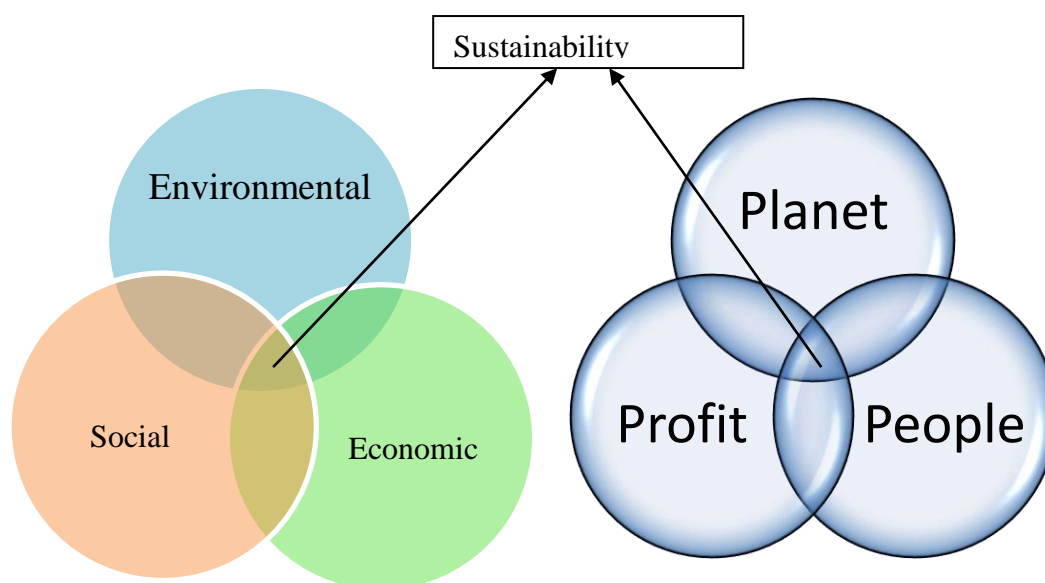 Sustainability
Environmental
Planet
Social
Economic
Profit
People